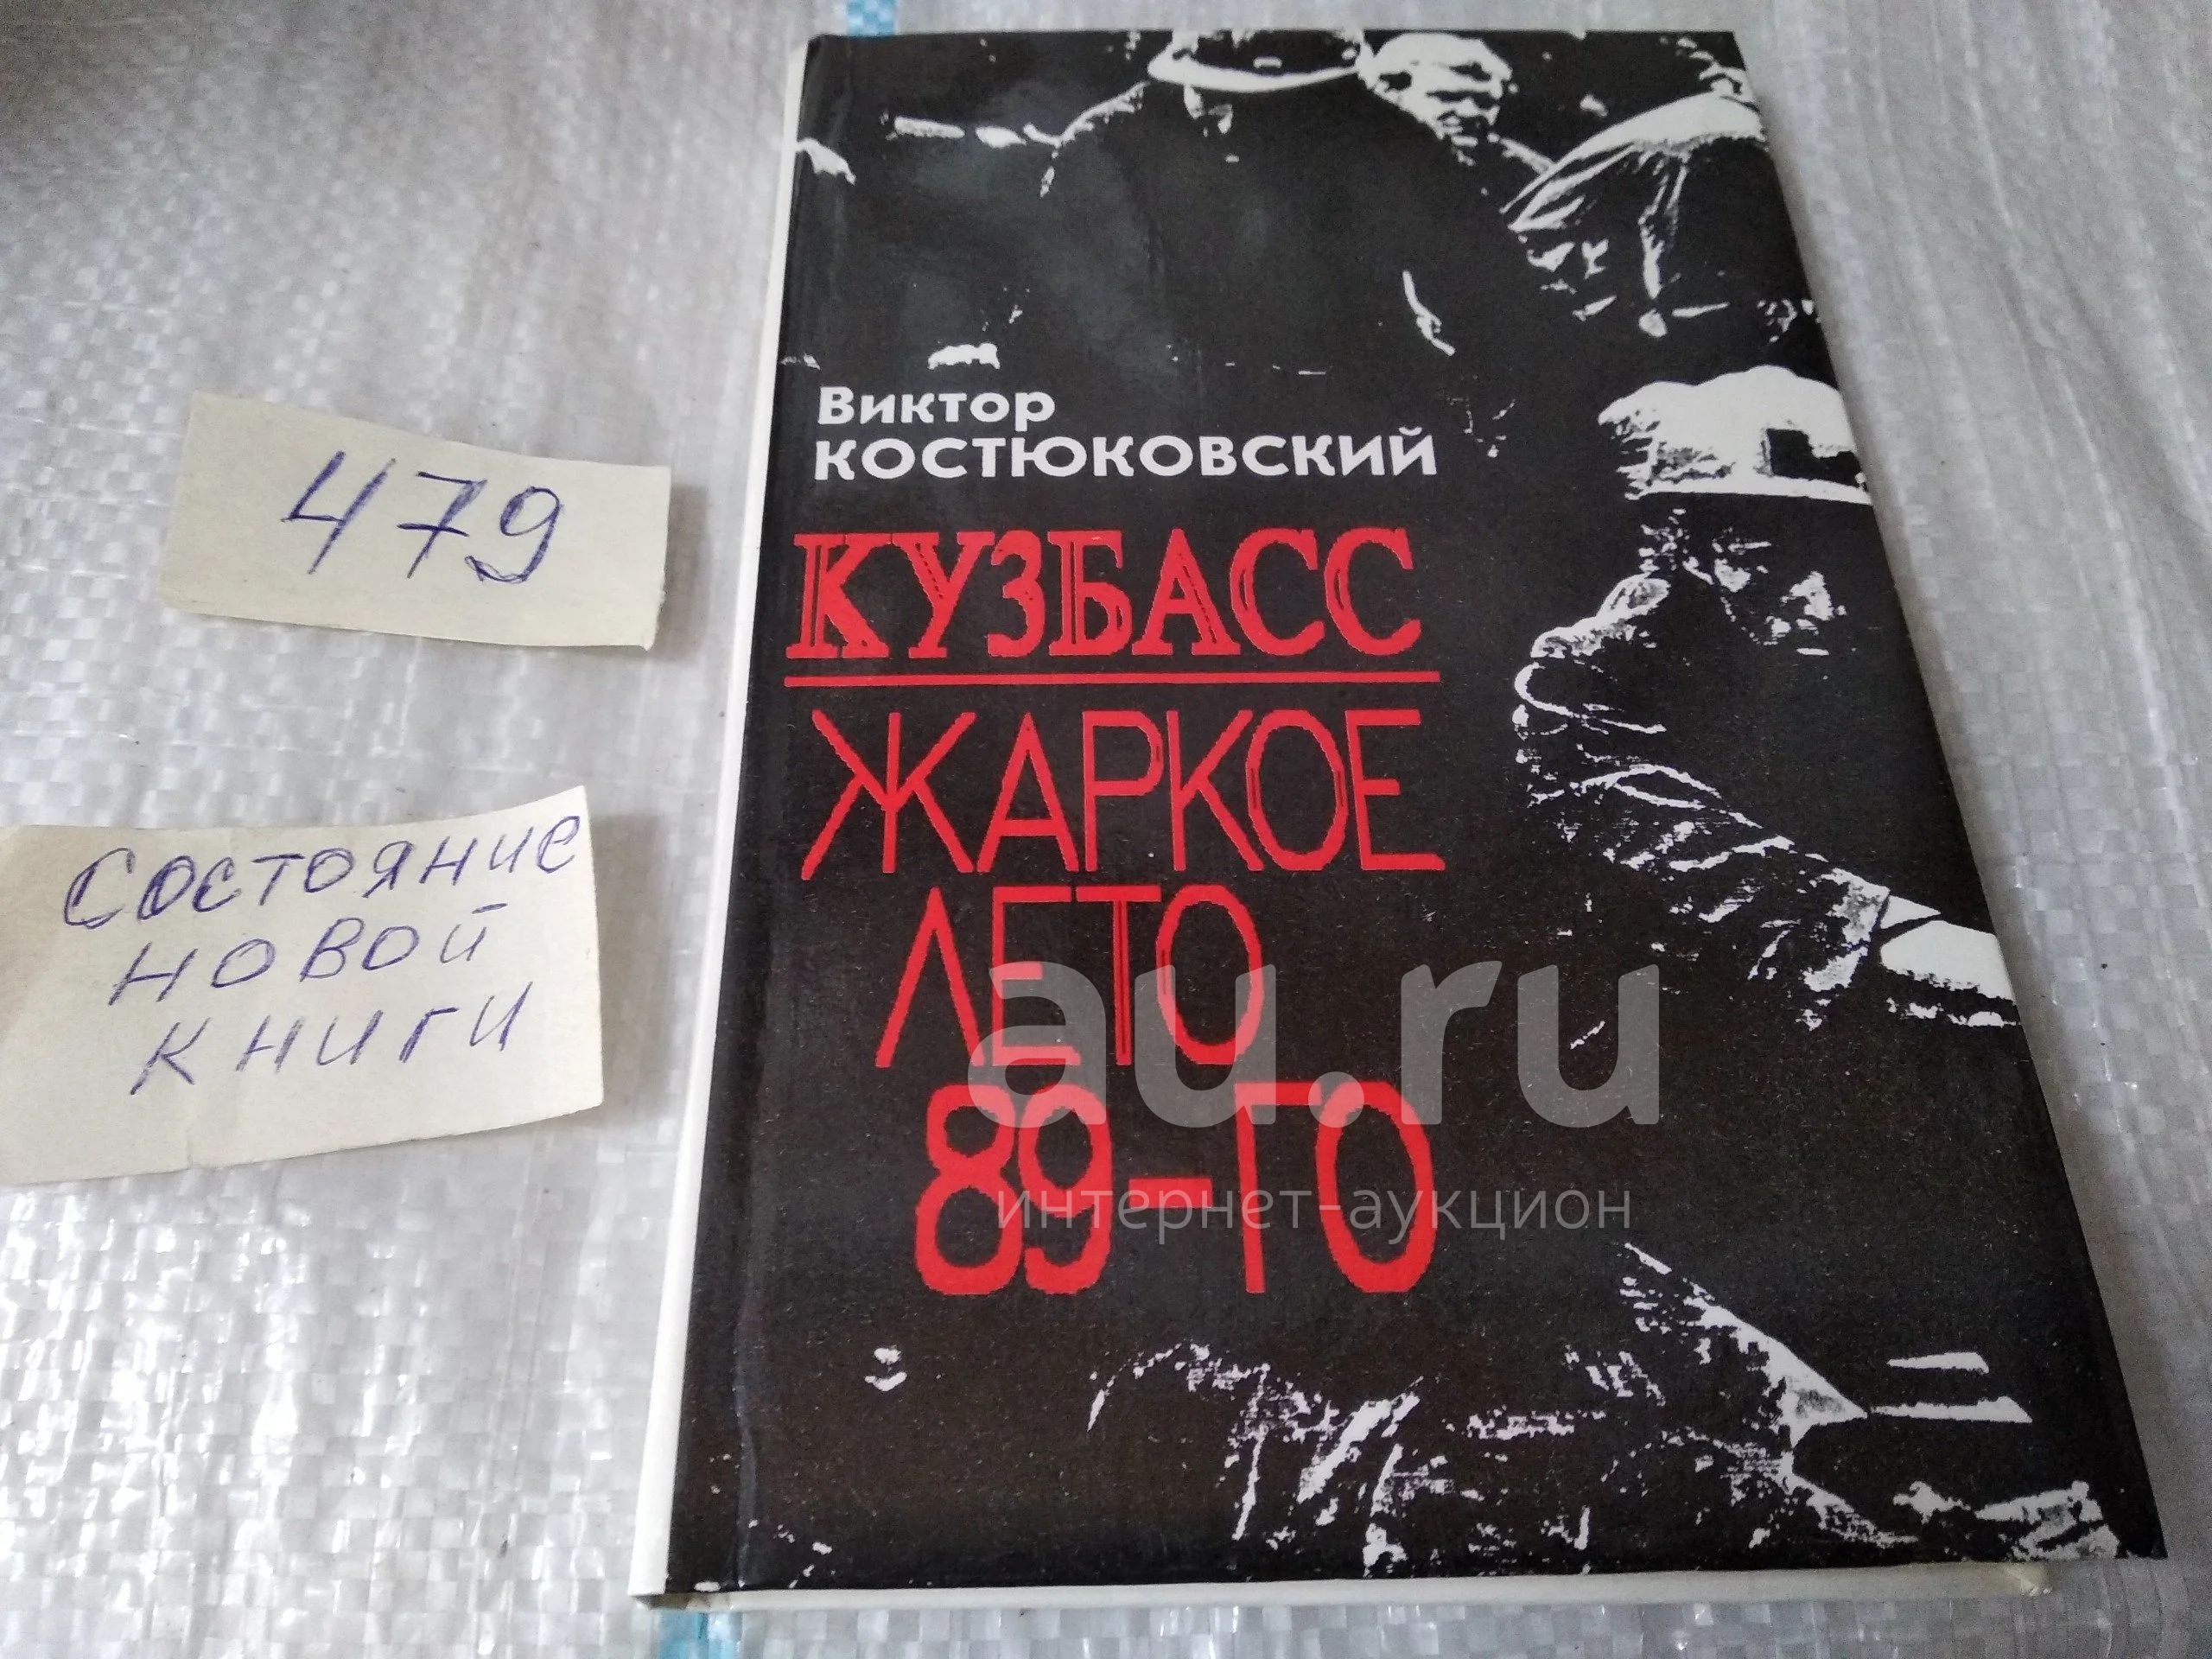 479
Состояние
новой
книги
Виктор
КОСТЮКОВСКИЙ
КУЗБАСС
ЖАРКОЕ
ЛЕТО
89-ГО
au.ru
интернет-аукцион